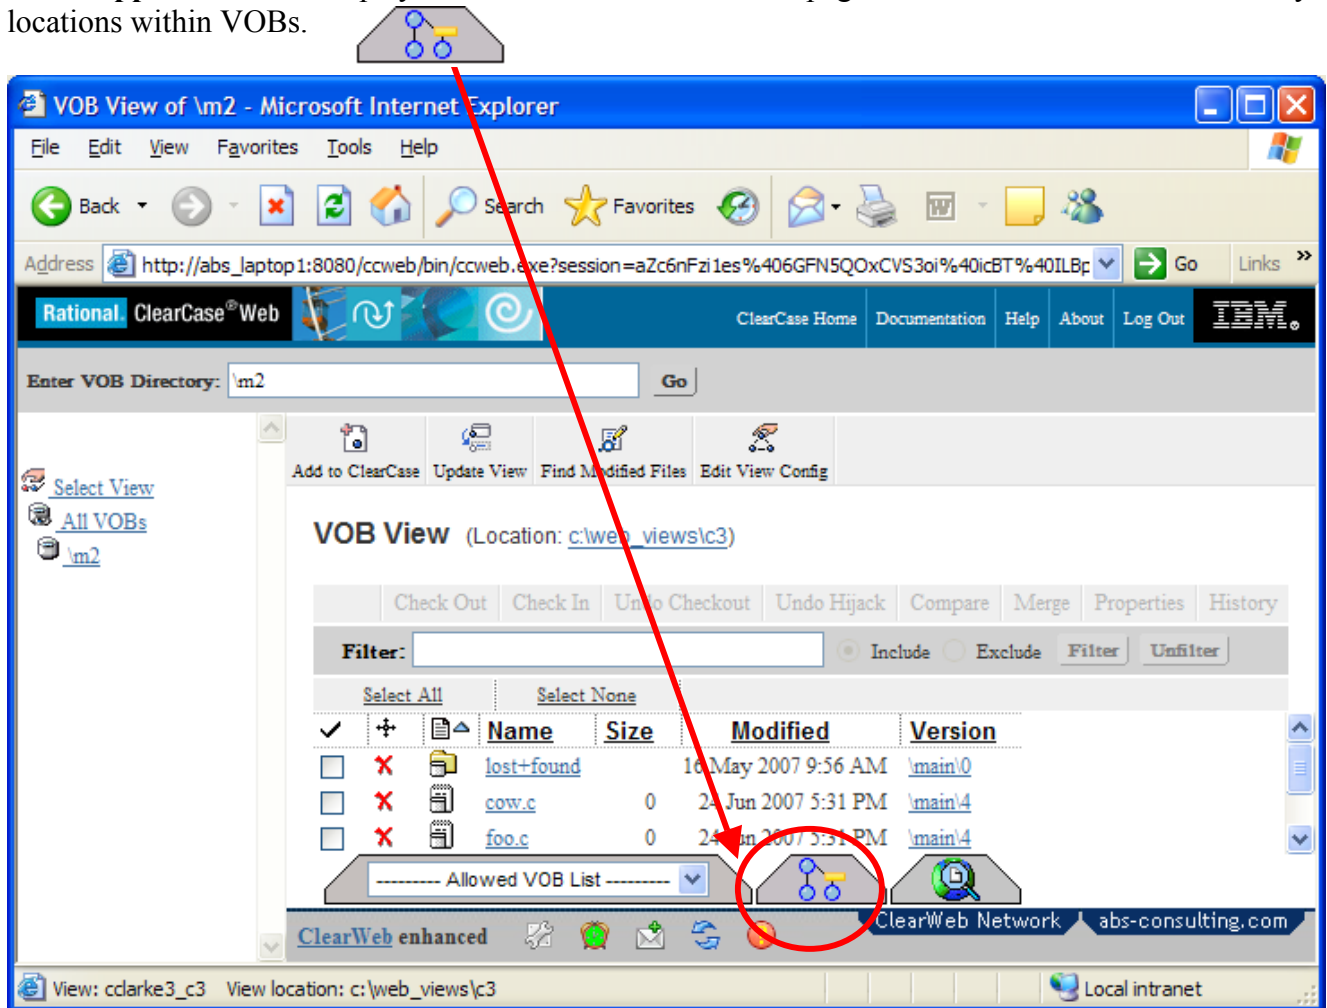 locations within VOBs.
VOB View of \m2 - Microsoft Internet Explorer
File Edit View Favorites Tools Help
Back Search Favorites
Address http://abs_laptop1:8080/ccweb/bin/ccweb.exe?session=aZc6nFzi1es%406GFN5QOxCVS3oi%40icBT%40ILBp Go Links »
Rational. ClearCase®Web ClearCase Home Documentation Help About Log Out IBM®
Enter VOB Directory: \m2 Go
Add to ClearCase Update View Find Modified Files Edit View Config
Select View
All VOBs
\m2
VOB View (Location: c:\web_views\c3)
Check Out Check In Undo Checkout Undo Hijack Compare Merge Properties History
Filter: Include Exclude Filter Unfilter
Select All Select None
Name Size Modified Version
lost+found 16 May 2007 9:56 AM \main\0
cow.c 0 24 Jun 2007 5:31 PM \main\4
foo.c 0 24 Jun 2007 5:31 PM \main\4
--------- Allowed VOB List ---------
ClearWeb enhanced ClearWeb Network abs-consulting.com
View: cclarke3_c3 View location: c:\web_views\c3 Local intranet